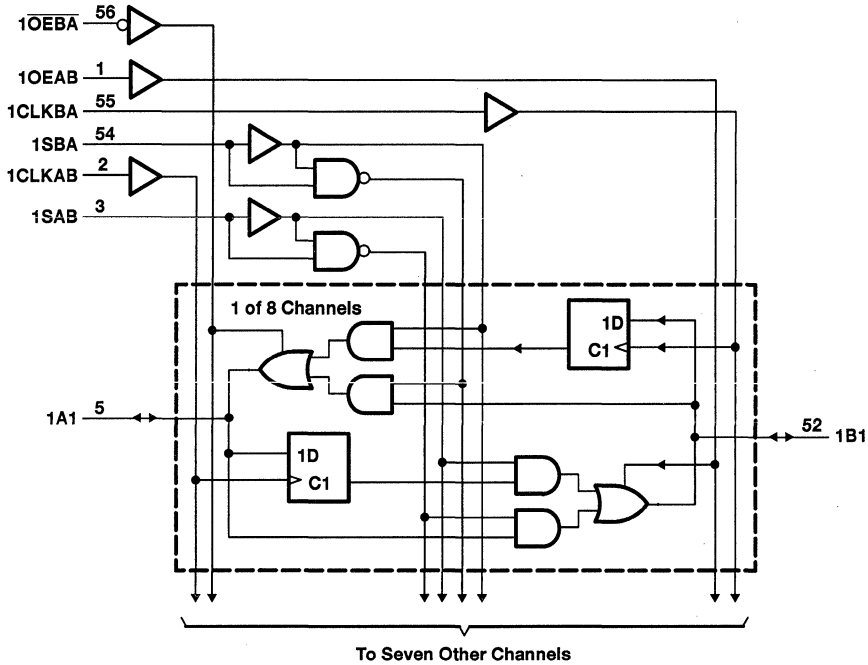 56
1OEBA
1
1OEAB
55
1CLKBA
54
1SBA
2
1CLKAB
3
1SAB
1 of 8 Channels
1D
C1
5
1A1
52
1B1
1D
C1
To Seven Other Channels